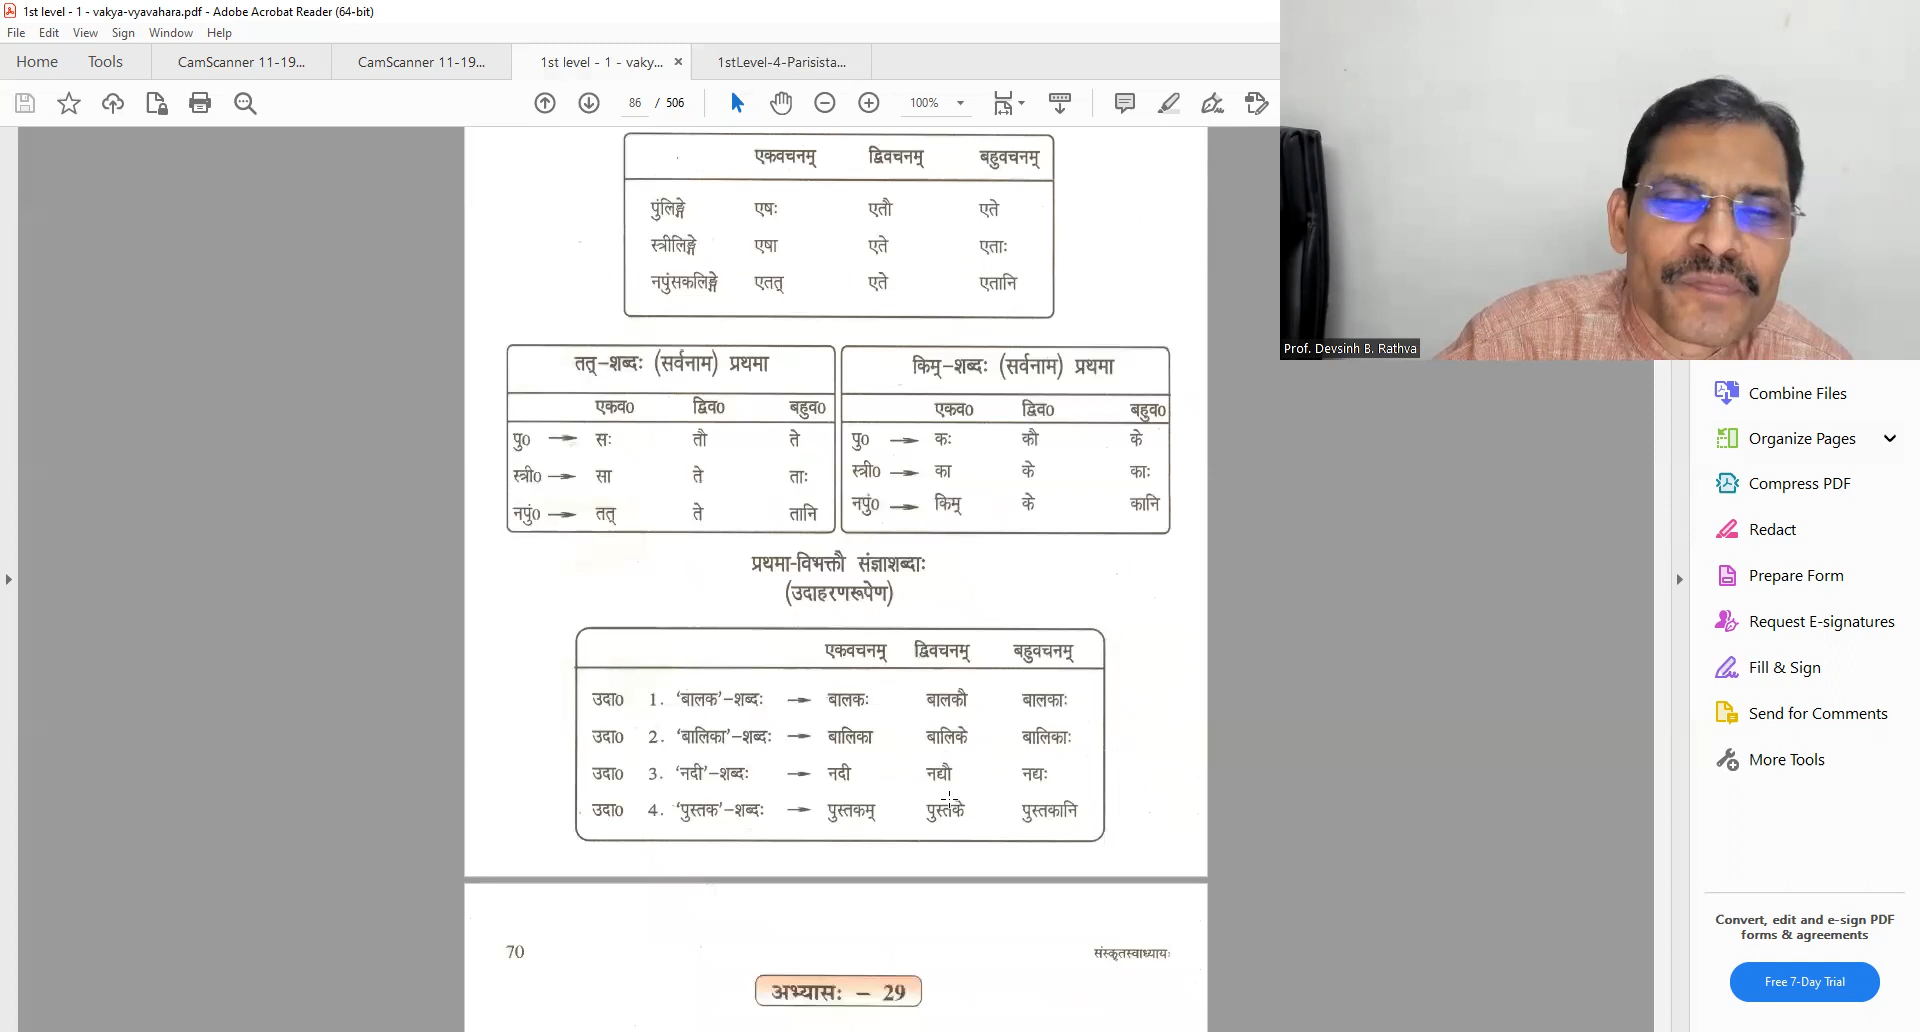 1st level - 1 - vakya-vyavahara.pdf - Adobe Acrobat Reader (64-bit)
File Edit View Sign Window Help
Home Tools CamScanner 11-19... CamScanner 11-19... 1st level - 1 - vaky... × 1stLevel-4-Parisista...
86 / 506 100%
एकवचनम् द्विवचनम् बहुवचनम्
पुंलिङ्गे एषः एतौ एते
स्त्रीलिङ्गे एषा एते एताः
नपुंसकलिङ्गे एतत् एते एतानि
तत्-शब्दः (सर्वनाम) प्रथमा
एकव० द्विव० बहुव०
पु० → सः तौ ते
स्त्री० → सा ते ताः
नपुं० → तत् ते तानि
किम्-शब्दः (सर्वनाम) प्रथमा
एकव० द्विव० बहुव०
पु० → कः कौ के
स्त्री० → का के काः
नपुं० → किम् के कानि
प्रथमा-विभक्तौ संज्ञाशब्दाः
(उदाहरणरूपेण)
एकवचनम् द्विवचनम् बहुवचनम्
उदा० 1. ‘बालक’-शब्दः → बालकः बालकौ बालकाः
उदा० 2. ‘बालिका’-शब्दः → बालिका बालिके बालिकाः
उदा० 3. ‘नदी’-शब्दः → नदी नद्यौ नद्यः
उदा० 4. ‘पुस्तक’-शब्दः → पुस्तकम् पुस्तके पुस्तकानि
70 संस्कृतस्वाध्यायः
अभ्यासः - 29
Prof. Devsinh B. Rathva
Combine Files
Organize Pages
Compress PDF
Redact
Prepare Form
Request E-signatures
Fill & Sign
Send for Comments
More Tools
Convert, edit and e-sign PDF
forms & agreements
Free 7-Day Trial